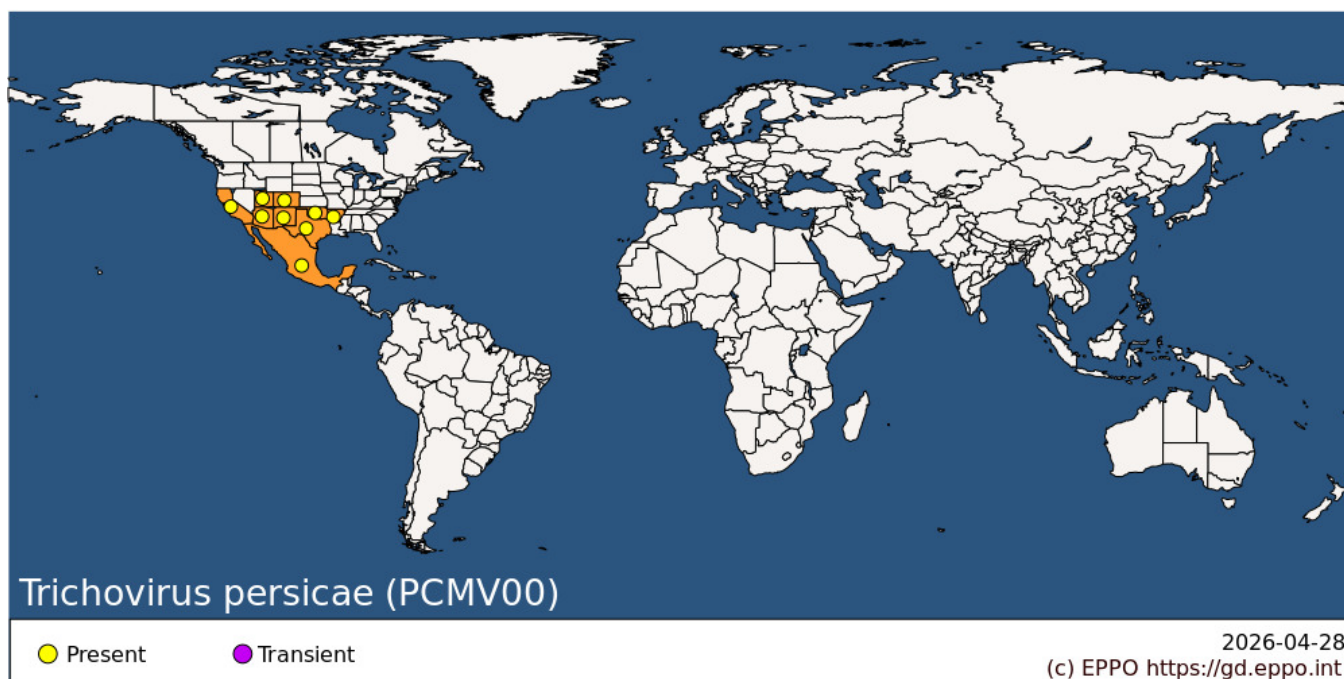 Trichovirus persicae (PCMV00)
Present
Transient
2026-04-28
(c) EPPO https://gd.eppo.int